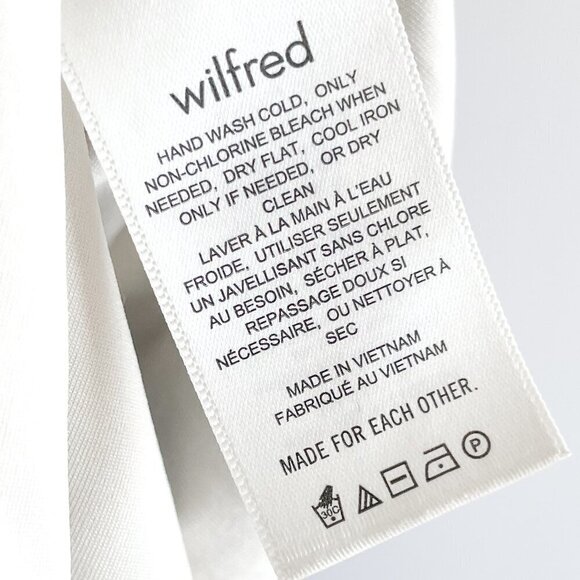 wilfred
HAND WASH COLD, ONLY
NON-CHLORINE BLEACH WHEN
NEEDED, DRY FLAT, COOL IRON
ONLY IF NEEDED, OR DRY
CLEAN
LAVER À LA MAIN À L'EAU
FROIDE, UTILISER SEULEMENT
UN JAVELLISANT SANS CHLORE
AU BESOIN, SÉCHER À PLAT,
REPASSAGE DOUX SI
NÉCESSAIRE, OU NETTOYER À
SEC
MADE IN VIETNAM
FABRIQUÉ AU VIETNAM
MADE FOR EACH OTHER.
30C P